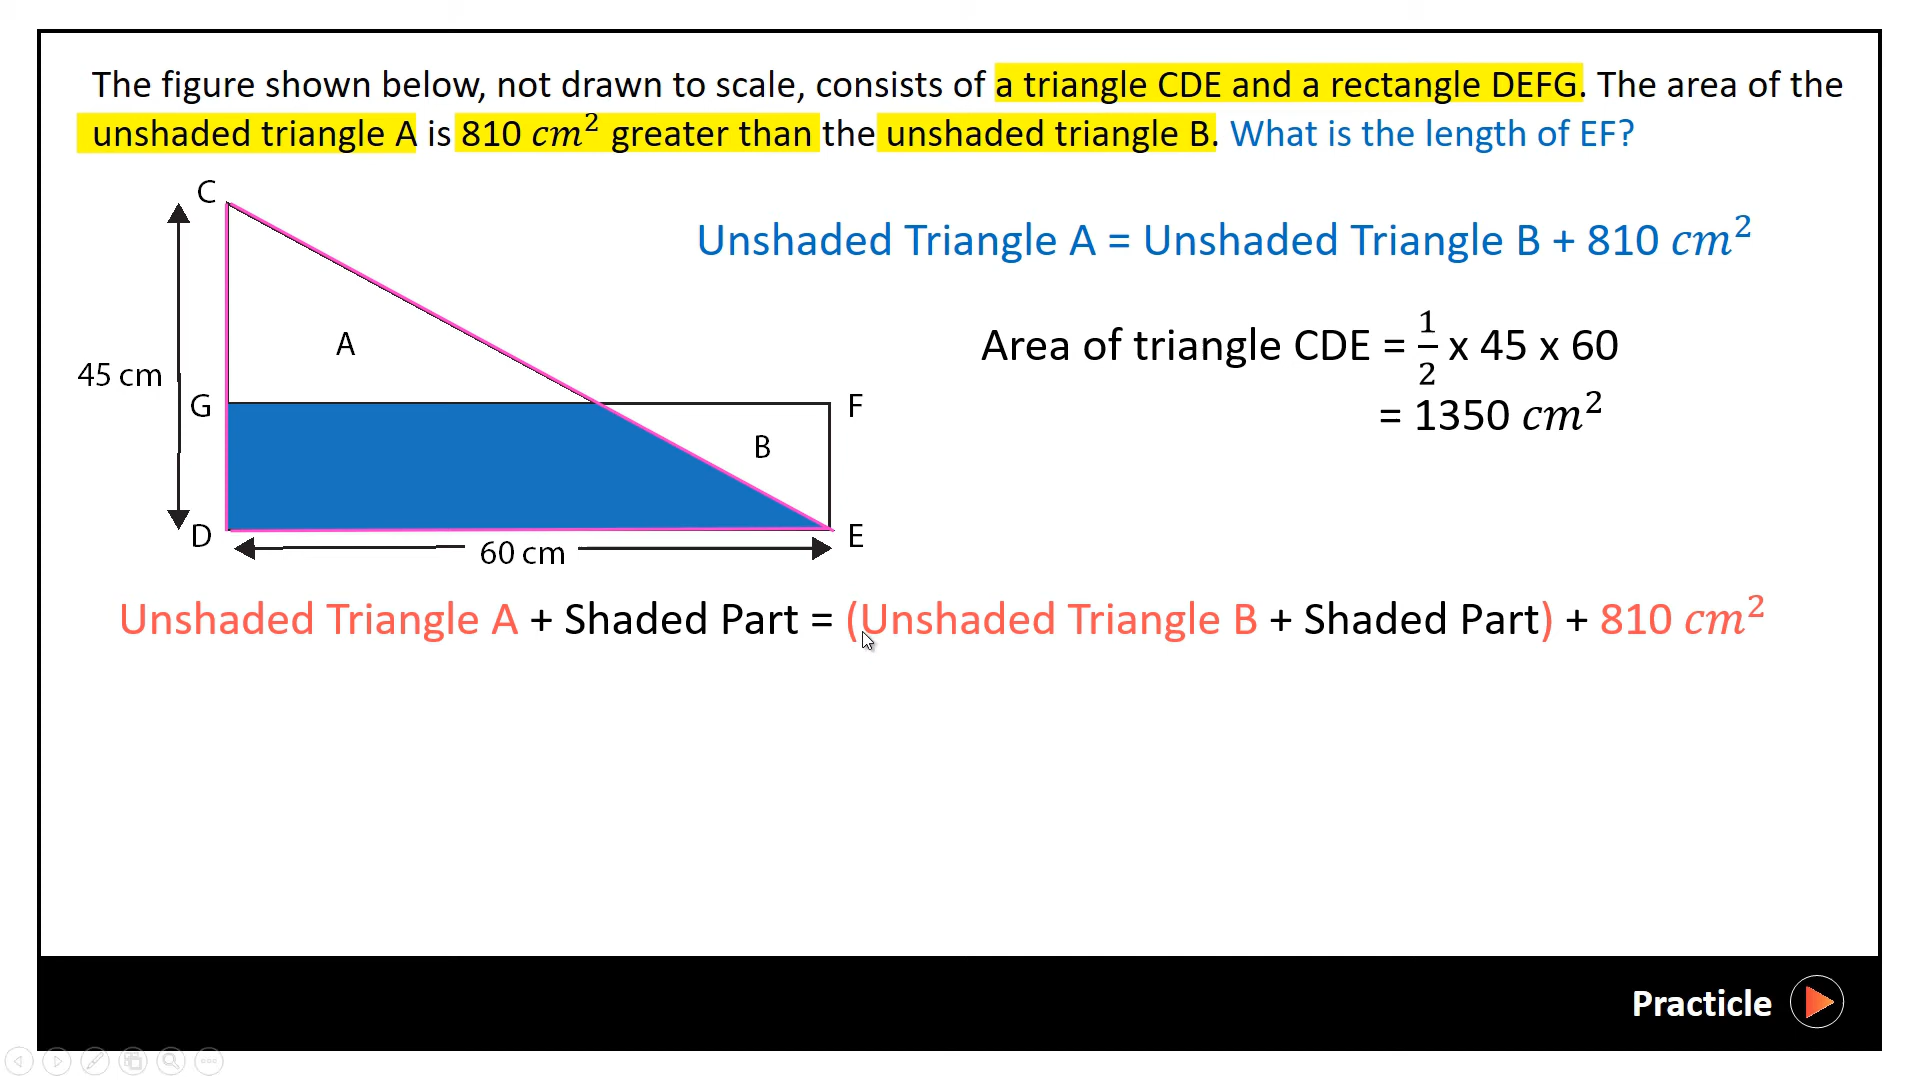 The figure shown below, not drawn to scale, consists of a triangle CDE and a rectangle DEFG. The area of the
unshaded triangle A is 810 cm² greater than the unshaded triangle B. What is the length of EF?
C
Unshaded Triangle A = Unshaded Triangle B + 810 cm²
A
Area of triangle CDE = 1/2 x 45 x 60
45 cm
G
F
= 1350 cm²
B
D
E
60 cm
Unshaded Triangle A + Shaded Part = (Unshaded Triangle B + Shaded Part) + 810 cm²
Practicle